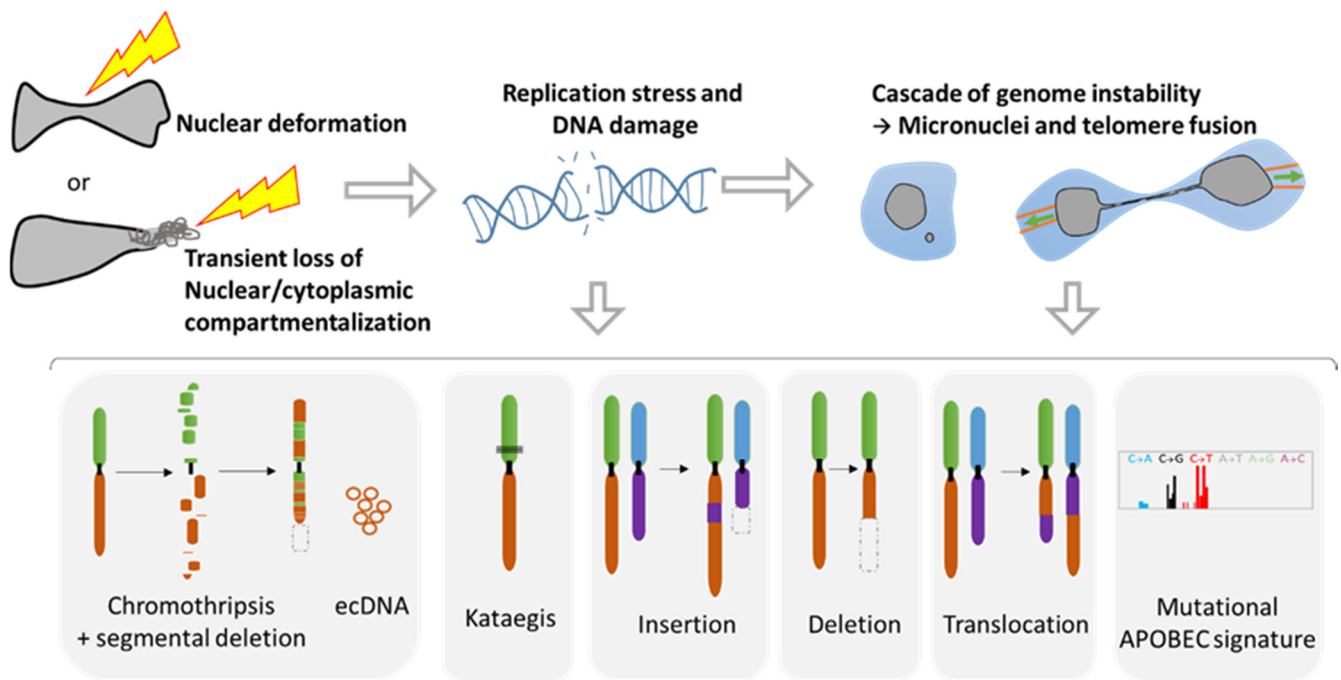 Nuclear deformation
or
Transient loss of
Nuclear/cytoplasmic
compartmentalization
Replication stress and
DNA damage
Cascade of genome instability
→ Micronuclei and telomere fusion
Chromothripsis
+ segmental deletion
ecDNA
Kataegis
Insertion
Deletion
Translocation
C→A C→G C→T A→T A→G A→C
Mutational
APOBEC signature